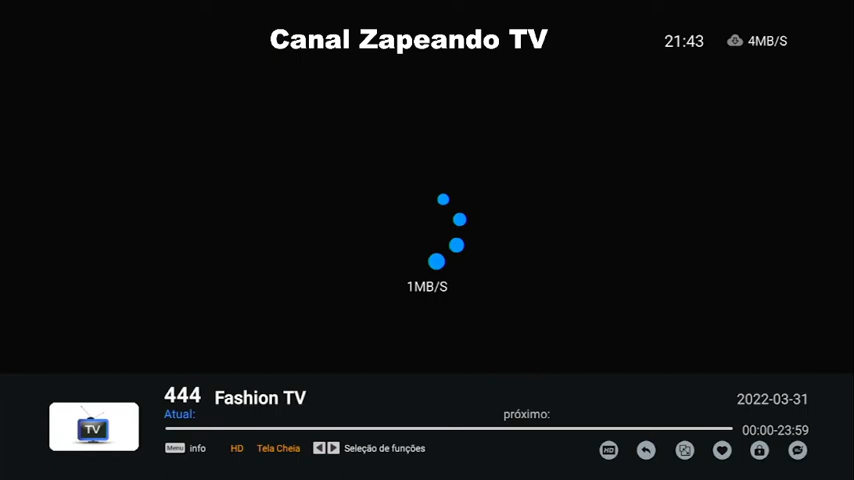 Canal Zapeando TV
21:43
4MB/S
1MB/S
444 Fashion TV
2022-03-31
Atual:
próximo:
00:00-23:59
TV
Menu info HD Tela Cheia Seleção de funções
HD